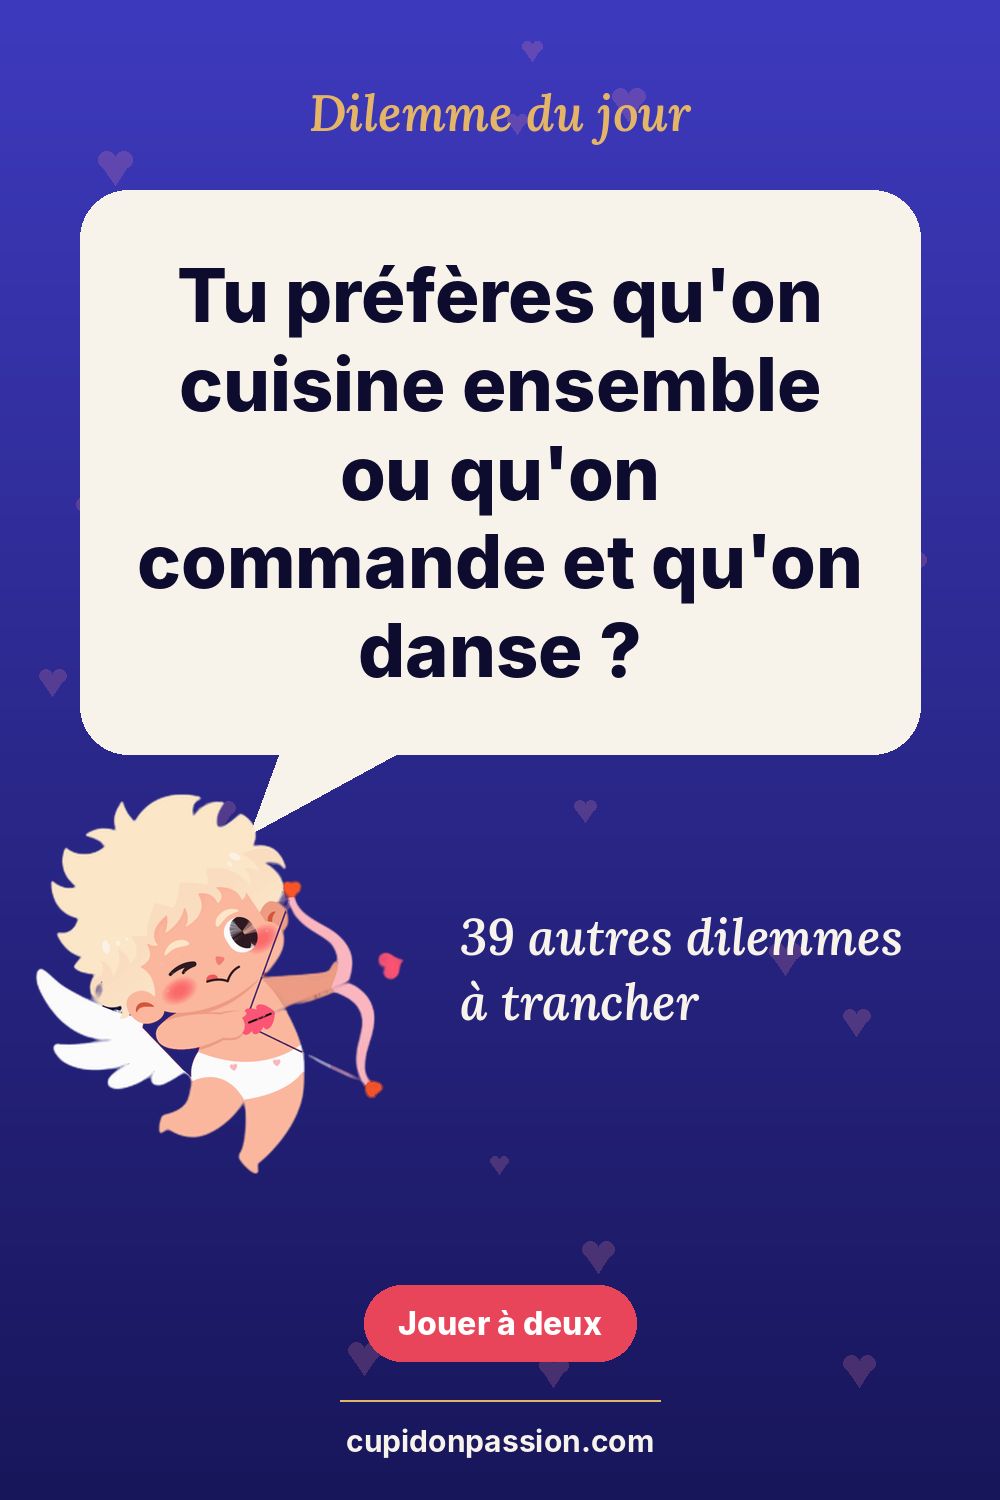 Dilemme du jour
Tu préfères qu'on
cuisine ensemble
ou qu'on
commande et qu'on
danse ?
39 autres dilemmes
à trancher
Jouer à deux
cupidonpassion.com